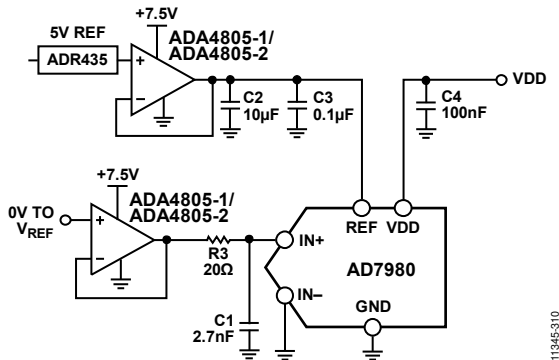 +7.5V
5V REF
ADR435
ADA4805-1/
ADA4805-2
+
−
C2
10µF
C3
0.1µF
C4
100nF
VDD
+7.5V
ADA4805-1/
ADA4805-2
0V TO
VREF
+
−
R3
20Ω
C1
2.7nF
IN+
IN−
REF
VDD
AD7980
GND
11345-310